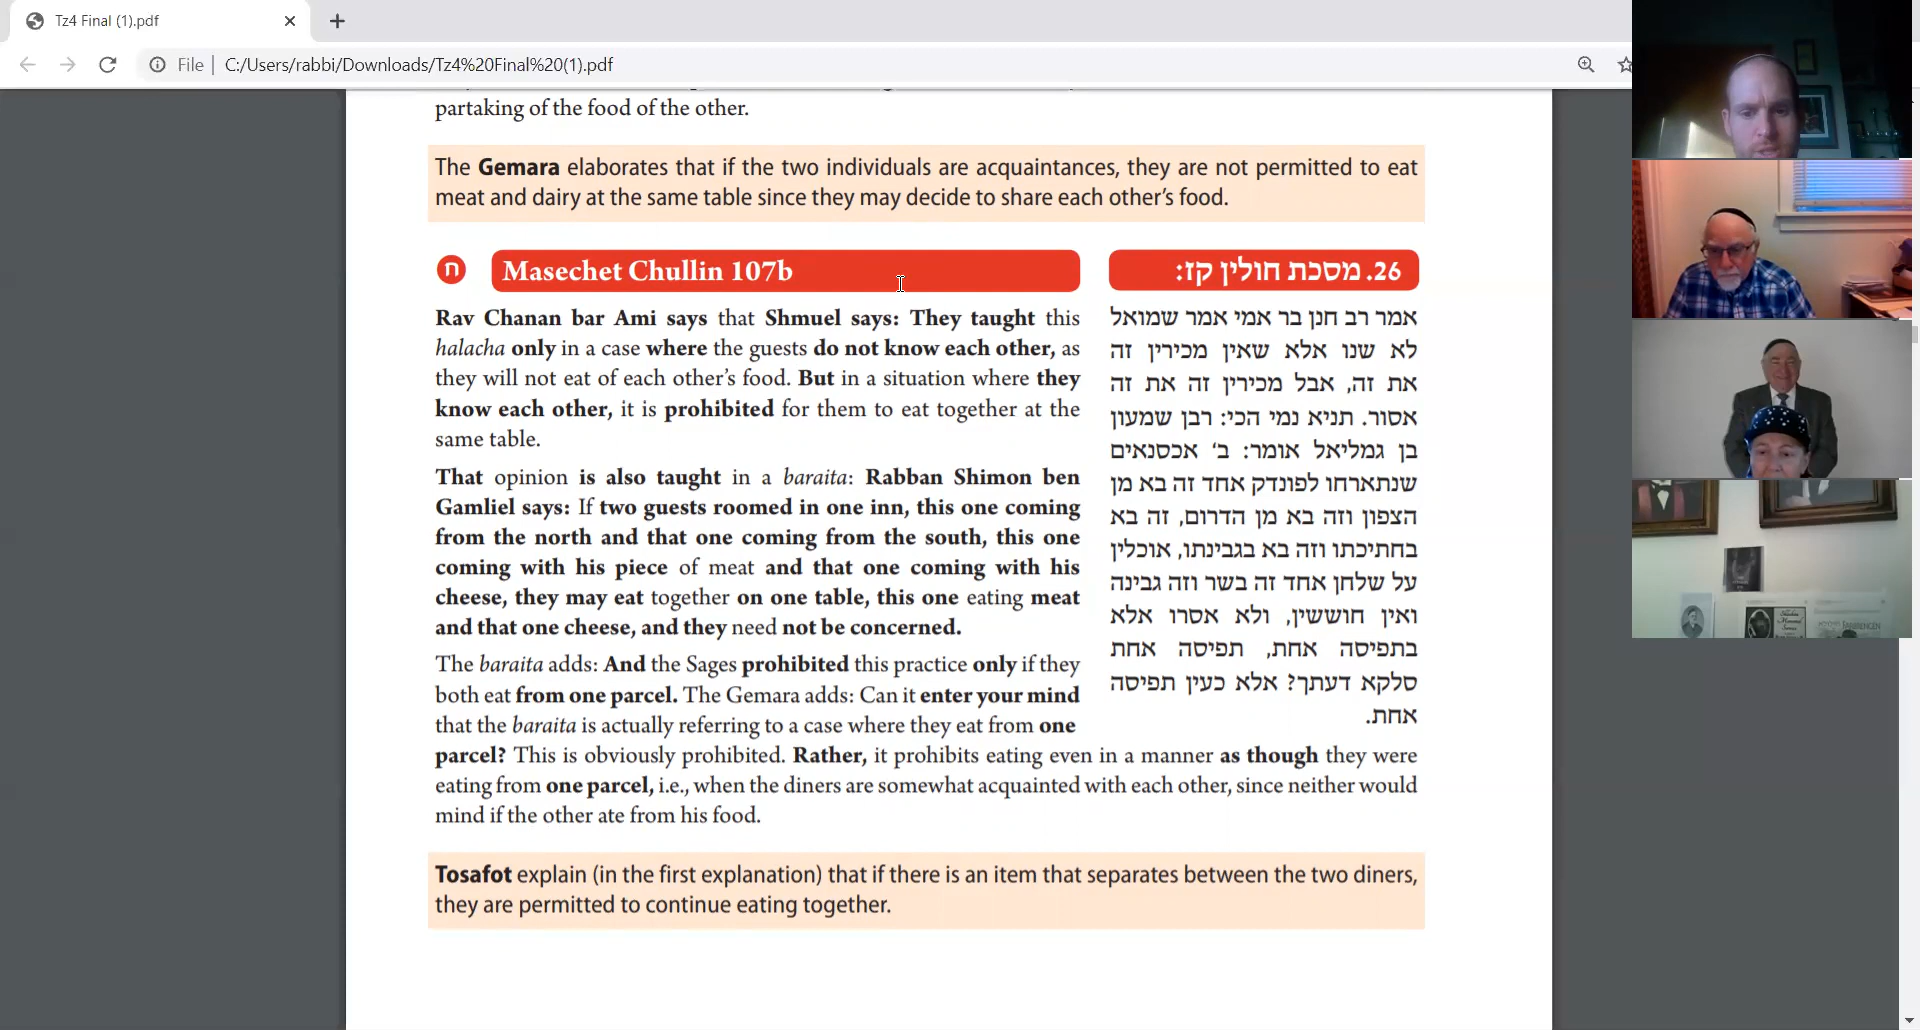 Tz4 Final (1).pdf
File
C:/Users/rabbi/Downloads/Tz4%20Final%20(1).pdf
partaking of the food of the other.
The Gemara elaborates that if the two individuals are acquaintances, they are not permitted to eat
meat and dairy at the same table since they may decide to share each other's food.
ח
Masechet Chullin 107b
Rav Chanan bar Ami says that Shmuel says: They taught this
halacha only in a case where the guests do not know each other, as
they will not eat of each other's food. But in a situation where they
know each other, it is prohibited for them to eat together at the
same table.
That opinion is also taught in a baraita: Rabban Shimon ben
Gamliel says: If two guests roomed in one inn, this one coming
from the north and that one coming from the south, this one
coming with his piece of meat and that one coming with his
cheese, they may eat together on one table, this one eating meat
and that one cheese, and they need not be concerned.
The baraita adds: And the Sages prohibited this practice only if they
both eat from one parcel. The Gemara adds: Can it enter your mind
that the baraita is actually referring to a case where they eat from one
parcel? This is obviously prohibited. Rather, it prohibits eating even in a manner as though they were
eating from one parcel, i.e., when the diners are somewhat acquainted with each other, since neither would
mind if the other ate from his food.
26. מסכת חולין קז:
אמר רב חנן בר אמי אמר שמואל
לא שנו אלא שאין מכירין זה
את זה, אבל מכירין זה את זה
אסור. תניא נמי הכי: רבן שמעון
בן גמליאל אומר: ב' אכסנאים
שנתארחו לפונדק אחד זה בא מן
הצפון וזה בא מן הדרום, זה בא
בחתיכתו וזה בא בגבינתו, אוכלין
על שלחן אחד זה בשר וזה גבינה
ואין חוששין, ולא אסרו אלא
בתפיסה אחת, תפיסה אחת
סלקא דעתך? אלא כעין תפיסה
אחת.
Tosafot explain (in the first explanation) that if there is an item that separates between the two diners,
they are permitted to continue eating together.